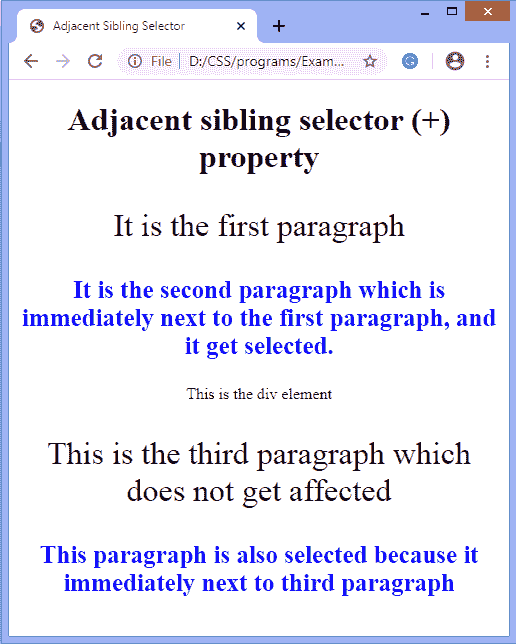 Adjacent Sibling Selector
File
D:/CSS/programs/Exam...
Adjacent sibling selector (+)
property
It is the first paragraph
It is the second paragraph which is
immediately next to the first paragraph, and
it get selected.
This is the div element
This is the third paragraph which
does not get affected
This paragraph is also selected because it
immediately next to third paragraph